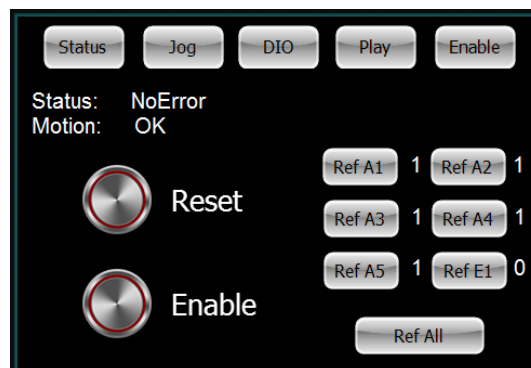 Status Jog DIO Play Enable
Status: NoError
Motion: OK
Reset
Enable
Ref A1 1 Ref A2 1
Ref A3 1 Ref A4 1
Ref A5 1 Ref E1 0
Ref All